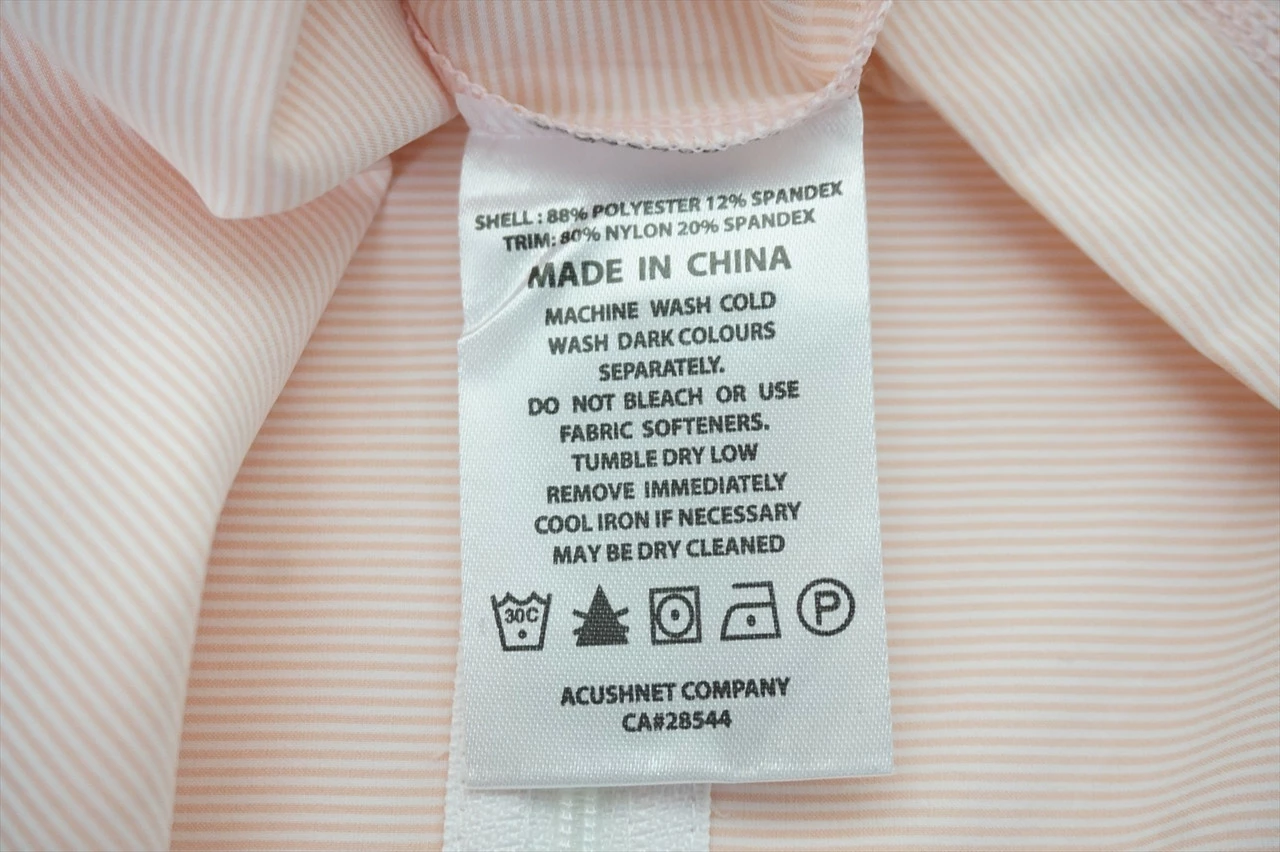 SHELL : 88% POLYESTER 12% SPANDEX
TRIM: 80% NYLON 20% SPANDEX
MADE IN CHINA
MACHINE WASH COLD
WASH DARK COLOURS
SEPARATELY.
DO NOT BLEACH OR USE
FABRIC SOFTENERS.
TUMBLE DRY LOW
REMOVE IMMEDIATELY
COOL IRON IF NECESSARY
MAY BE DRY CLEANED
30C P
ACUSHNET COMPANY
CA#28544